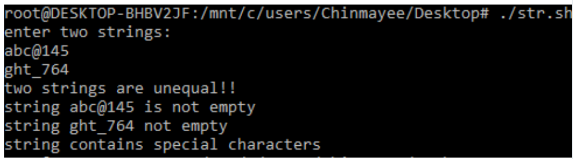 root@DESKTOP-BHBV2JF:/mnt/c/users/Chinmayee/Desktop# ./str.sh
enter two strings:
abc@145
ght_764
two strings are unequal!!
string abc@145 is not empty
string ght_764 not empty
string contains special characters